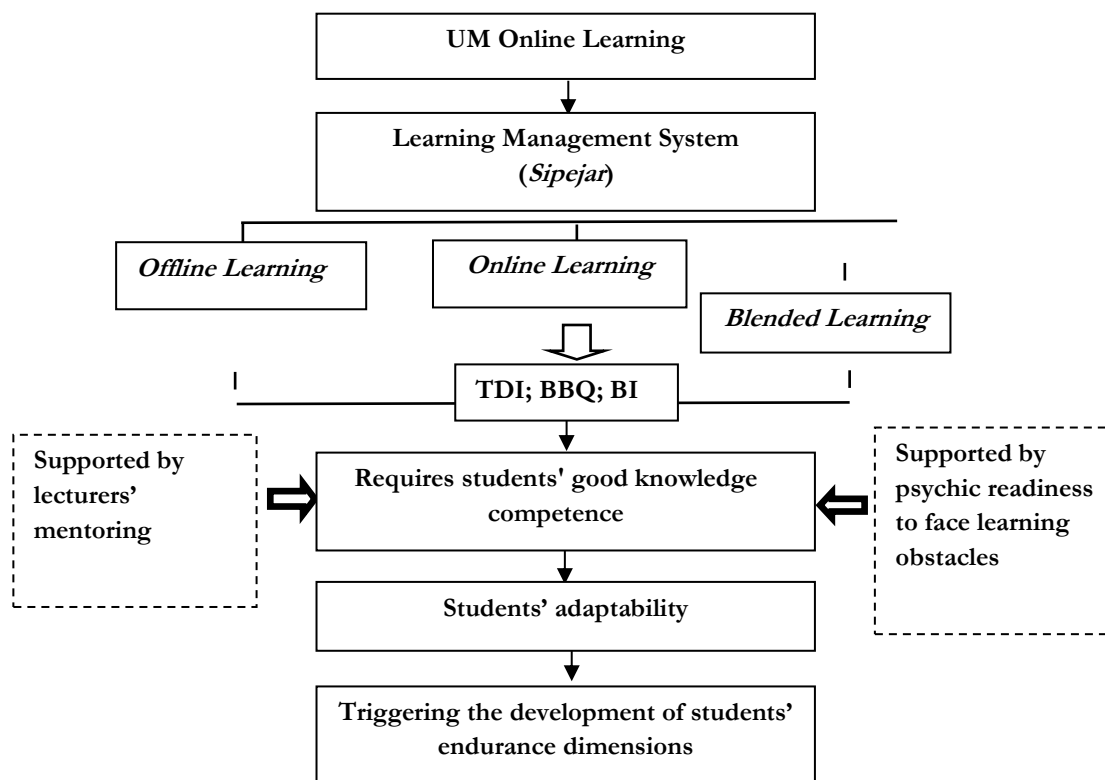 UM Online Learning
Learning Management System
(Sipejar)
Offline Learning
Online Learning
Blended Learning
TDI; BBQ; BI
Supported by
lecturers’
mentoring
Requires students' good knowledge
competence
Supported by
psychic readiness
to face learning
obstacles
Students’ adaptability
Triggering the development of students’
endurance dimensions